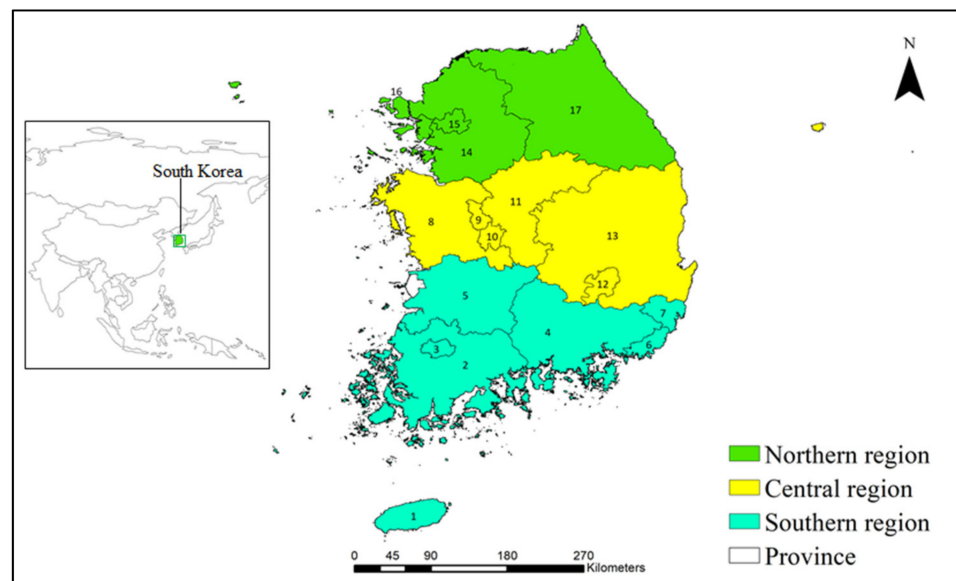 N
16
17
15
14
South Korea
11
8
9
10
13
12
5
7
4
6
3
2
1
Northern region
Central region
Southern region
Province
0 45 90 180 270
Kilometers